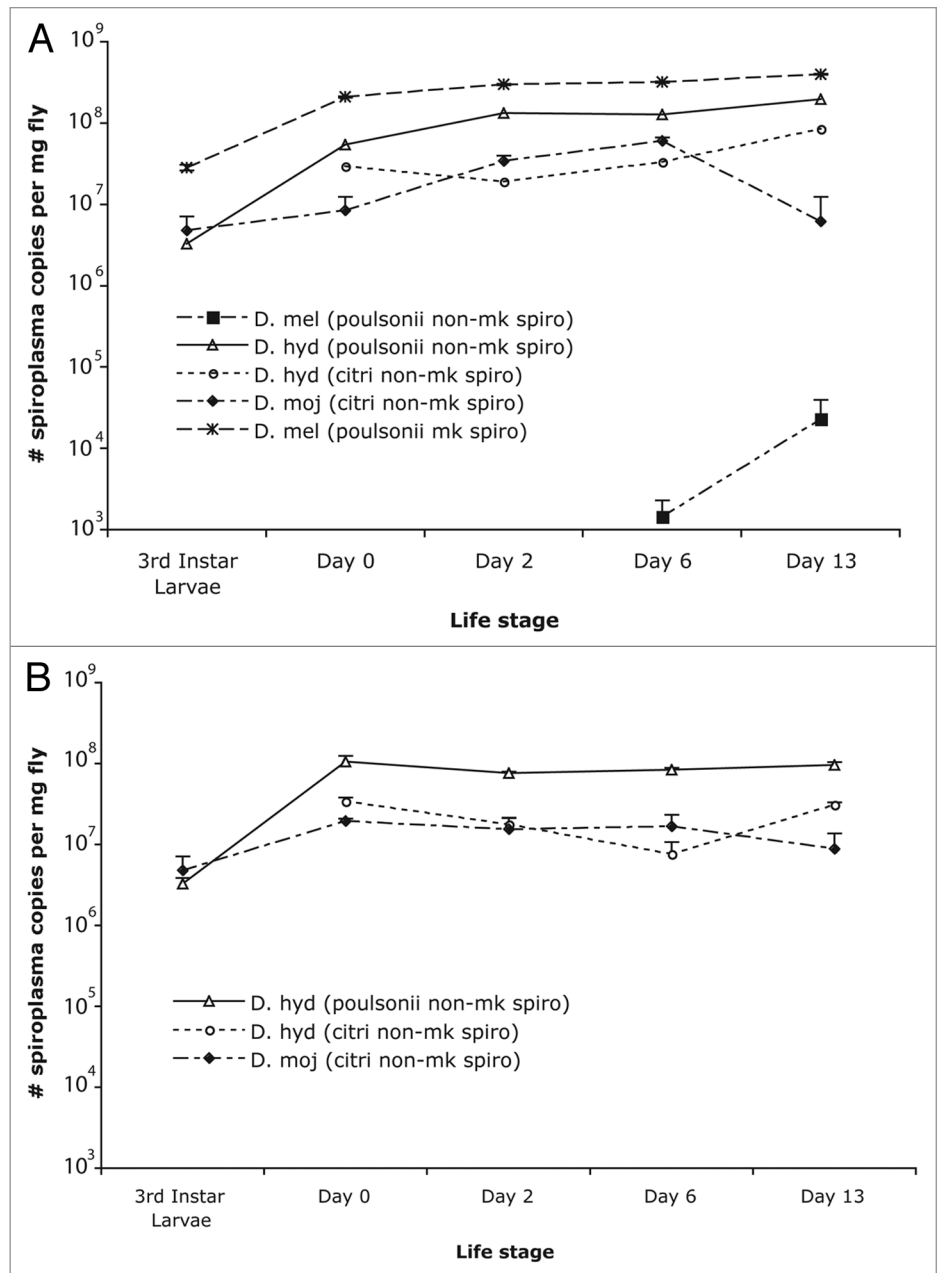 A
# spiroplasma copies per mg fly
10^9
10^8
10^7
10^6
10^5
10^4
10^3
D. mel (poulsonii non-mk spiro)
D. hyd (poulsonii non-mk spiro)
D. hyd (citri non-mk spiro)
D. moj (citri non-mk spiro)
D. mel (poulsonii mk spiro)
3rd Instar Day 0 Day 2 Day 6 Day 13
Larvae
Life stage
B
# spiroplasma copies per mg fly
10^9
10^8
10^7
10^6
10^5
10^4
10^3
D. hyd (poulsonii non-mk spiro)
D. hyd (citri non-mk spiro)
D. moj (citri non-mk spiro)
3rd Instar Day 0 Day 2 Day 6 Day 13
Larvae
Life stage